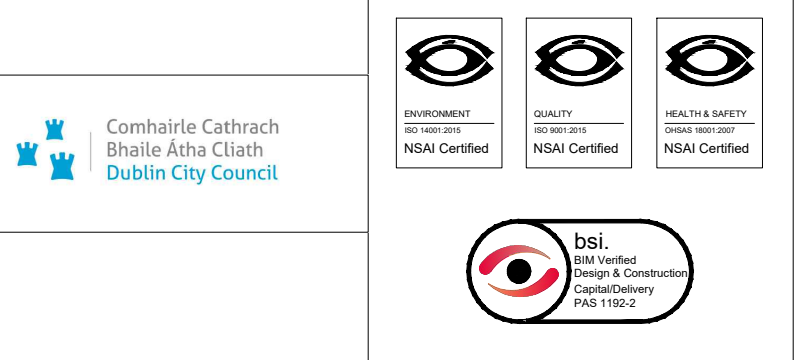 Comhairle Cathrach
Bhaile Átha Cliath
Dublin City Council
ENVIRONMENT
ISO 14001:2015
NSAI Certified
QUALITY
ISO 9001:2015
NSAI Certified
HEALTH & SAFETY
OHSAS 18001:2007
NSAI Certified
bsi.
BIM Verified
Design & Construction
Capital/Delivery
PAS 1192-2